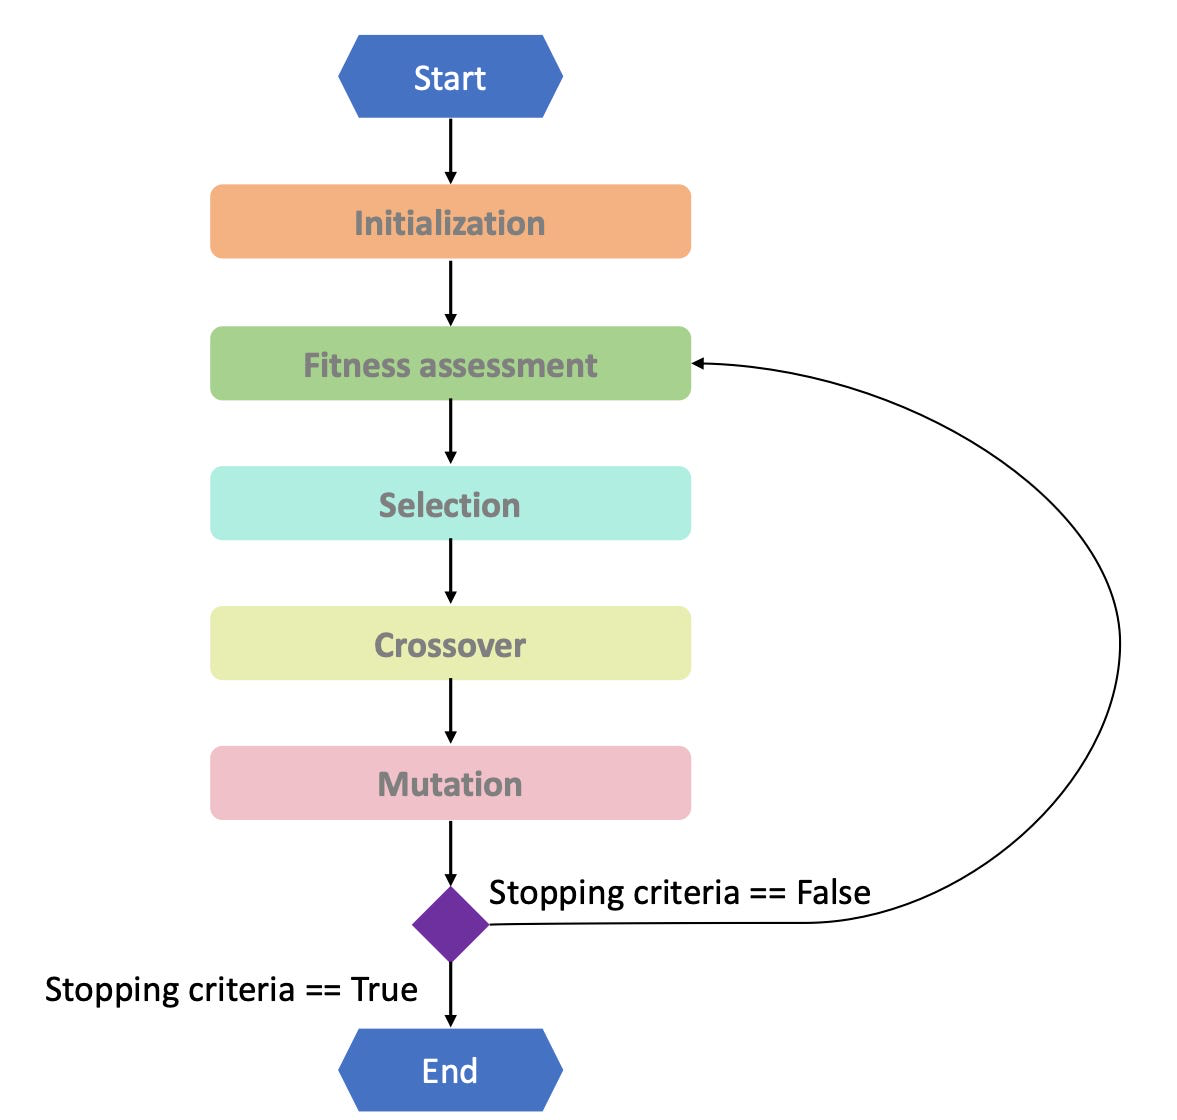 Start
Initialization
Fitness assessment
Selection
Crossover
Mutation
Stopping criteria == False
Stopping criteria == True
End